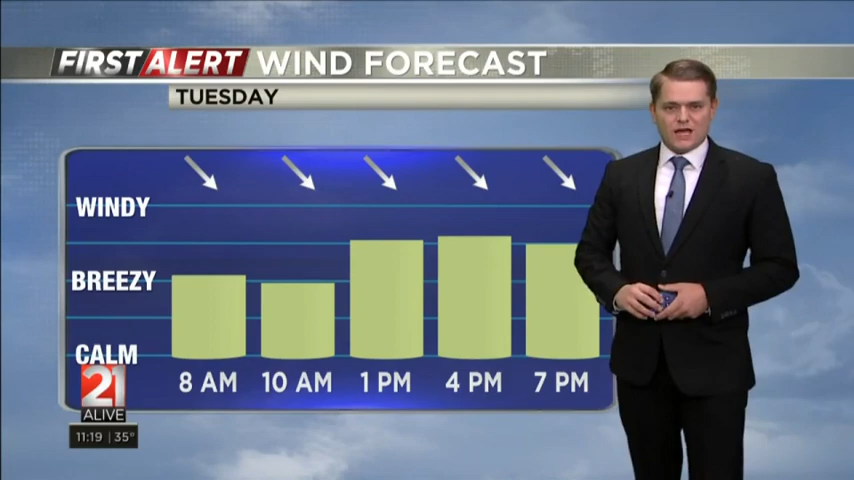 FIRST ALERT WIND FORECAST
TUESDAY
WINDY
BREEZY
CALM
8 AM 10 AM 1 PM 4 PM 7 PM
21
ALIVE
11:19 35°